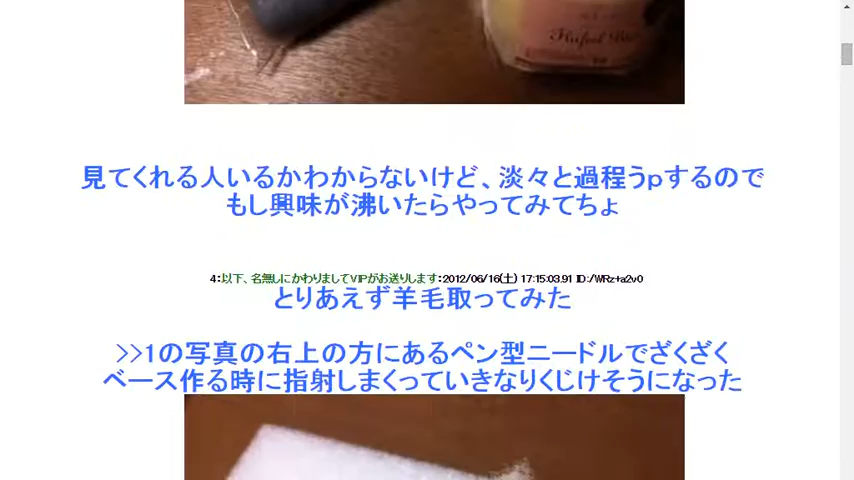 見てくれる人いるかわからないけど、淡々と過程うpするので
もし興味が沸いたらやってみてちょ
4:以下、名無しにかわりましてVIPがお送りします:2012/06/16(土) 17:15:03.91 ID:/WRz+a2v0
とりあえず羊毛取ってみた
>>1の写真の右上の方にあるペン型ニードルでざくざく
ベース作る時に指射しまくっていきなりくじけそうになった